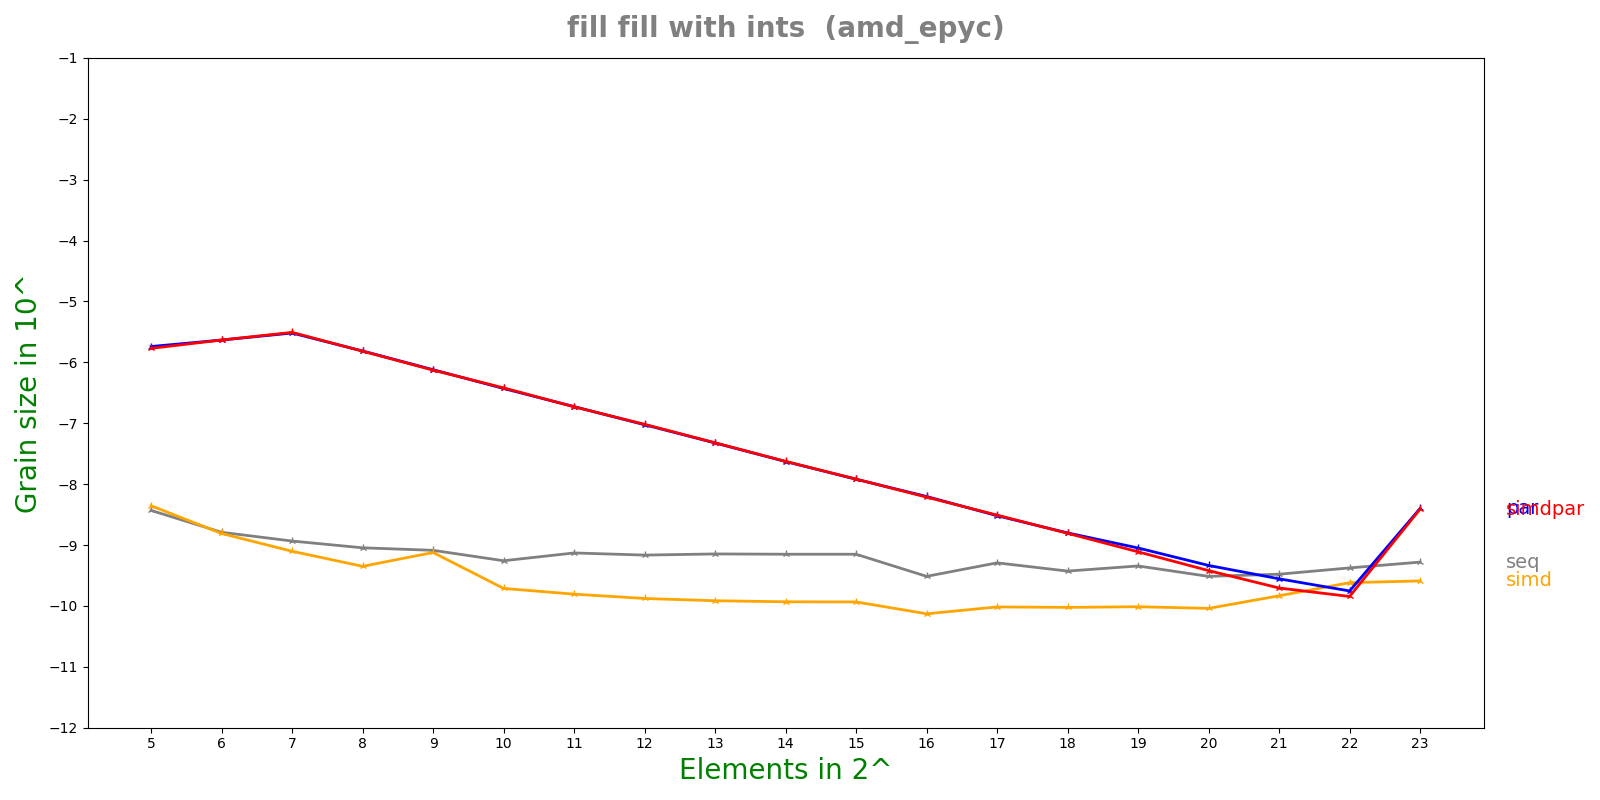 fill fill with ints  (amd_epyc)
−1
−2
−3
−4
−5
−6
−7
−8
−9
−10
−11
−12
Grain size in 10^
par
simdpar
seq
simd
5 6 7 8 9 10 11 12 13 14 15 16 17 18 19 20 21 22 23
Elements in 2^